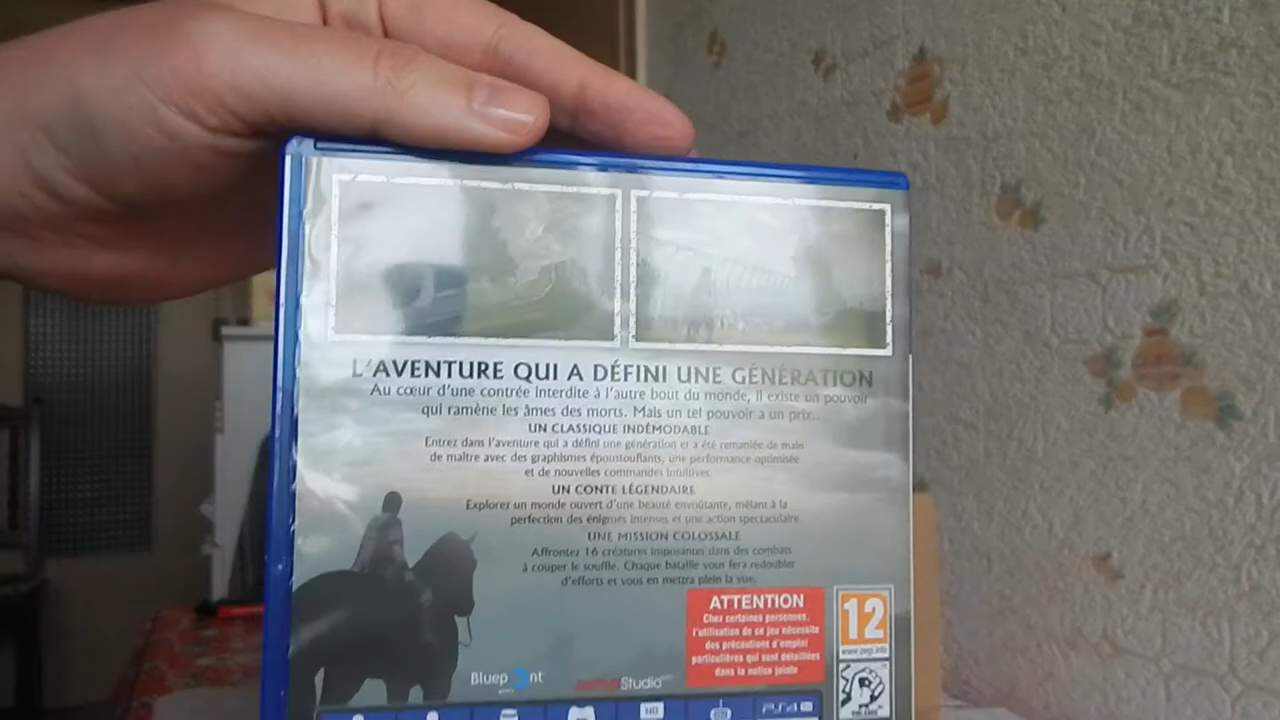 L'AVENTURE QUI A DÉFINI UNE GÉNÉRATION
Au cœur d'une contrée interdite à l'autre bout du monde, il existe un pouvoir
qui ramène les âmes des morts. Mais un tel pouvoir a un prix...
UN CLASSIQUE INDÉMODABLE
Entrez dans l'aventure qui a défini une génération et a été remaniée de main
de maître avec des graphismes époustouflants, une performance optimisée
et de nouvelles commandes intuitives.
UN CONTE LÉGENDAIRE
Explorez un monde ouvert d'une beauté envoûtante, mêlant à la
perfection des énigmes intenses et une action spectaculaire.
UNE MISSION COLOSSALE
Affrontez 16 créatures imposantes dans des combats
à couper le souffle. Chaque bataille vous fera redoubler
d'efforts et vous en mettra plein la vue.
ATTENTION
Chez certaines personnes,
l'utilisation de ce jeu nécessite
des précautions d'emploi
particulières qui sont détaillées
dans la notice jointe
12
www.pegi.info
VIOLENCE
Bluepoint
games
Studio
HD
PS4